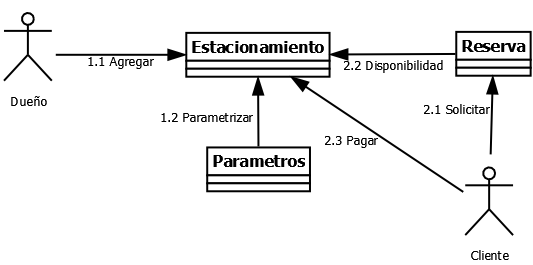 Estacionamiento
Reserva
1.1 Agregar
2.2 Disponibilidad
Dueño
1.2 Parametrizar
2.1 Solicitar
2.3 Pagar
Parametros
Cliente